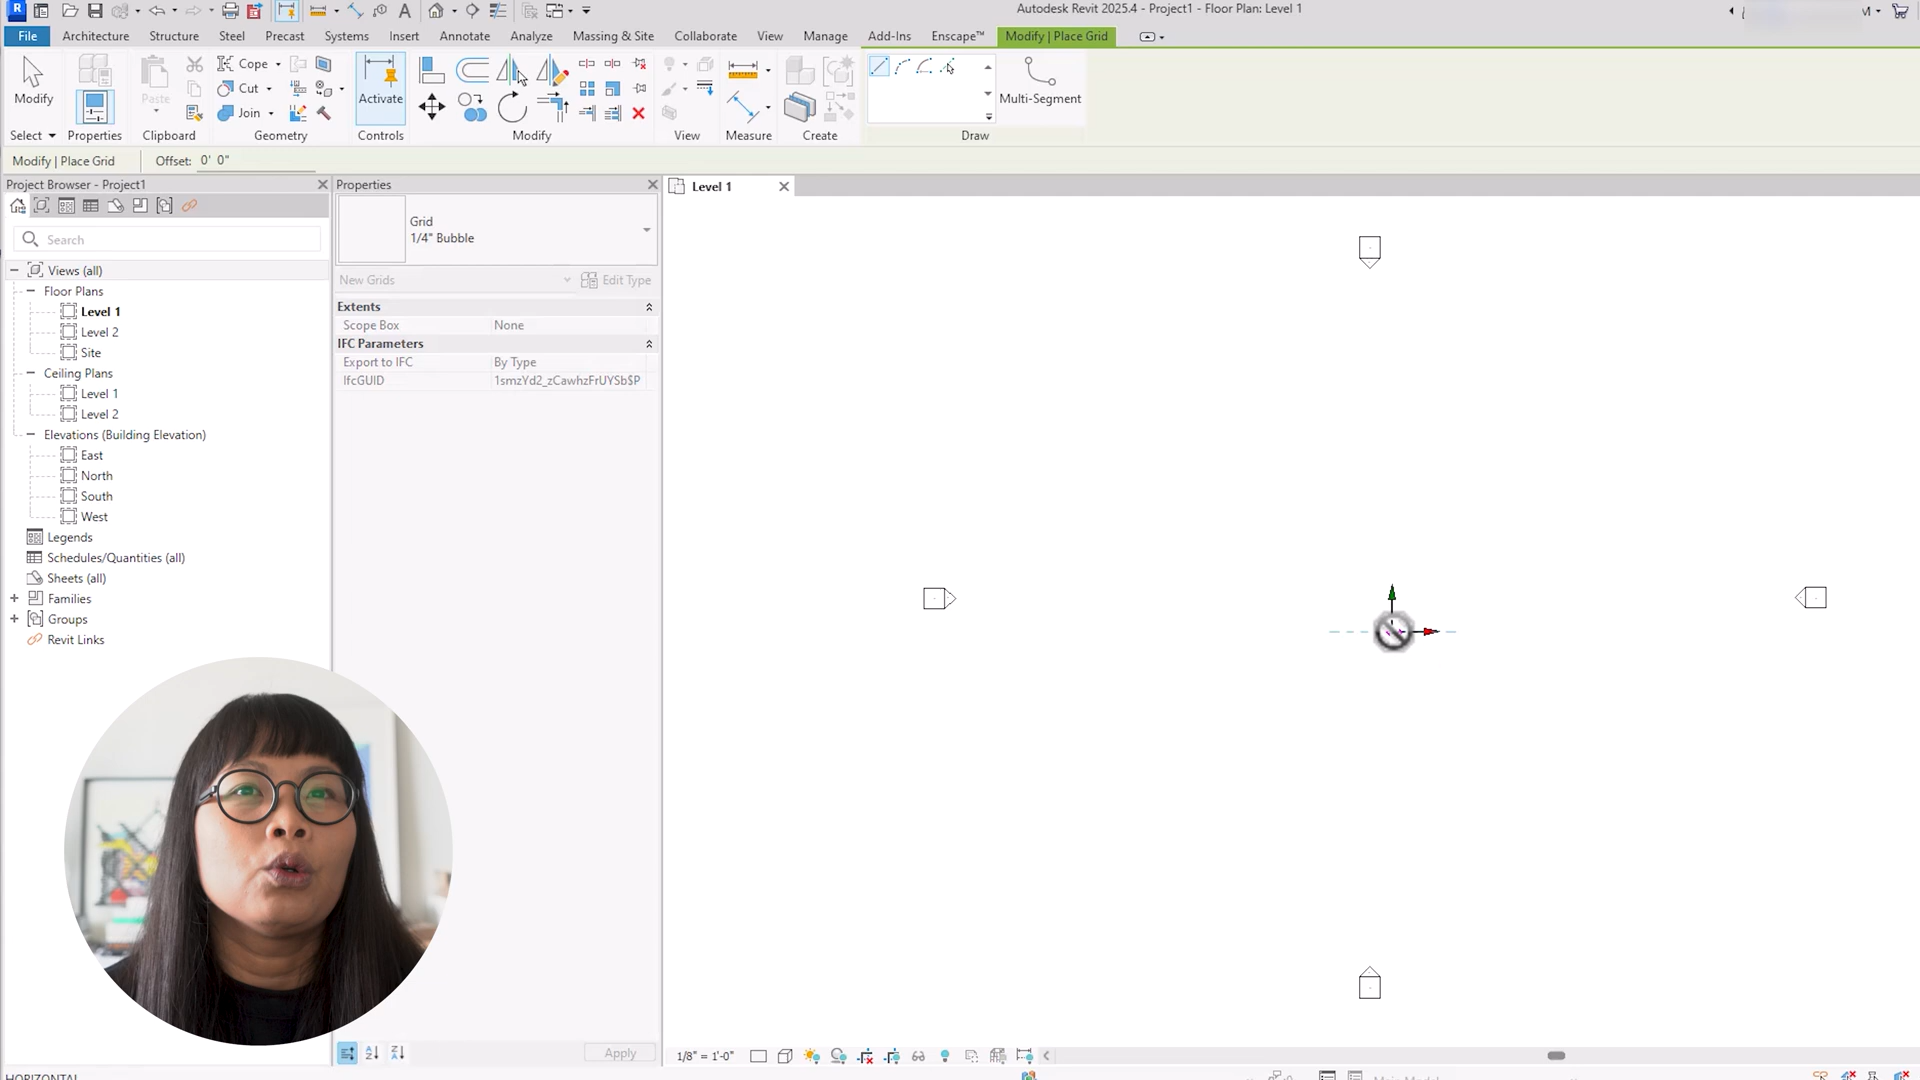 Autodesk Revit 2025.4 - Project1 - Floor Plan: Level 1
File
Architecture
Structure
Steel
Precast
Systems
Insert
Annotate
Analyze
Massing & Site
Collaborate
View
Manage
Add-Ins
Enscape™
Modify | Place Grid
Modify
Paste
Cope
Cut
Join
Activate
Multi-Segment
Select
Properties
Clipboard
Geometry
Controls
Modify
View
Measure
Create
Draw
Modify | Place Grid
Offset: 0' 0"
Project Browser - Project1
Search
Views (all)
Floor Plans
Level 1
Level 2
Site
Ceiling Plans
Level 1
Level 2
Elevations (Building Elevation)
East
North
South
West
Legends
Schedules/Quantities (all)
Sheets (all)
Families
Groups
Revit Links
Properties
Grid
1/4" Bubble
New Grids
Edit Type
Extents
Scope Box None
IFC Parameters
Export to IFC By Type
IfcGUID 1smzYd2_zCawhzFrUYSb$P
Apply
Level 1
1/8" = 1'-0"
HORIZONTAL
Main Model